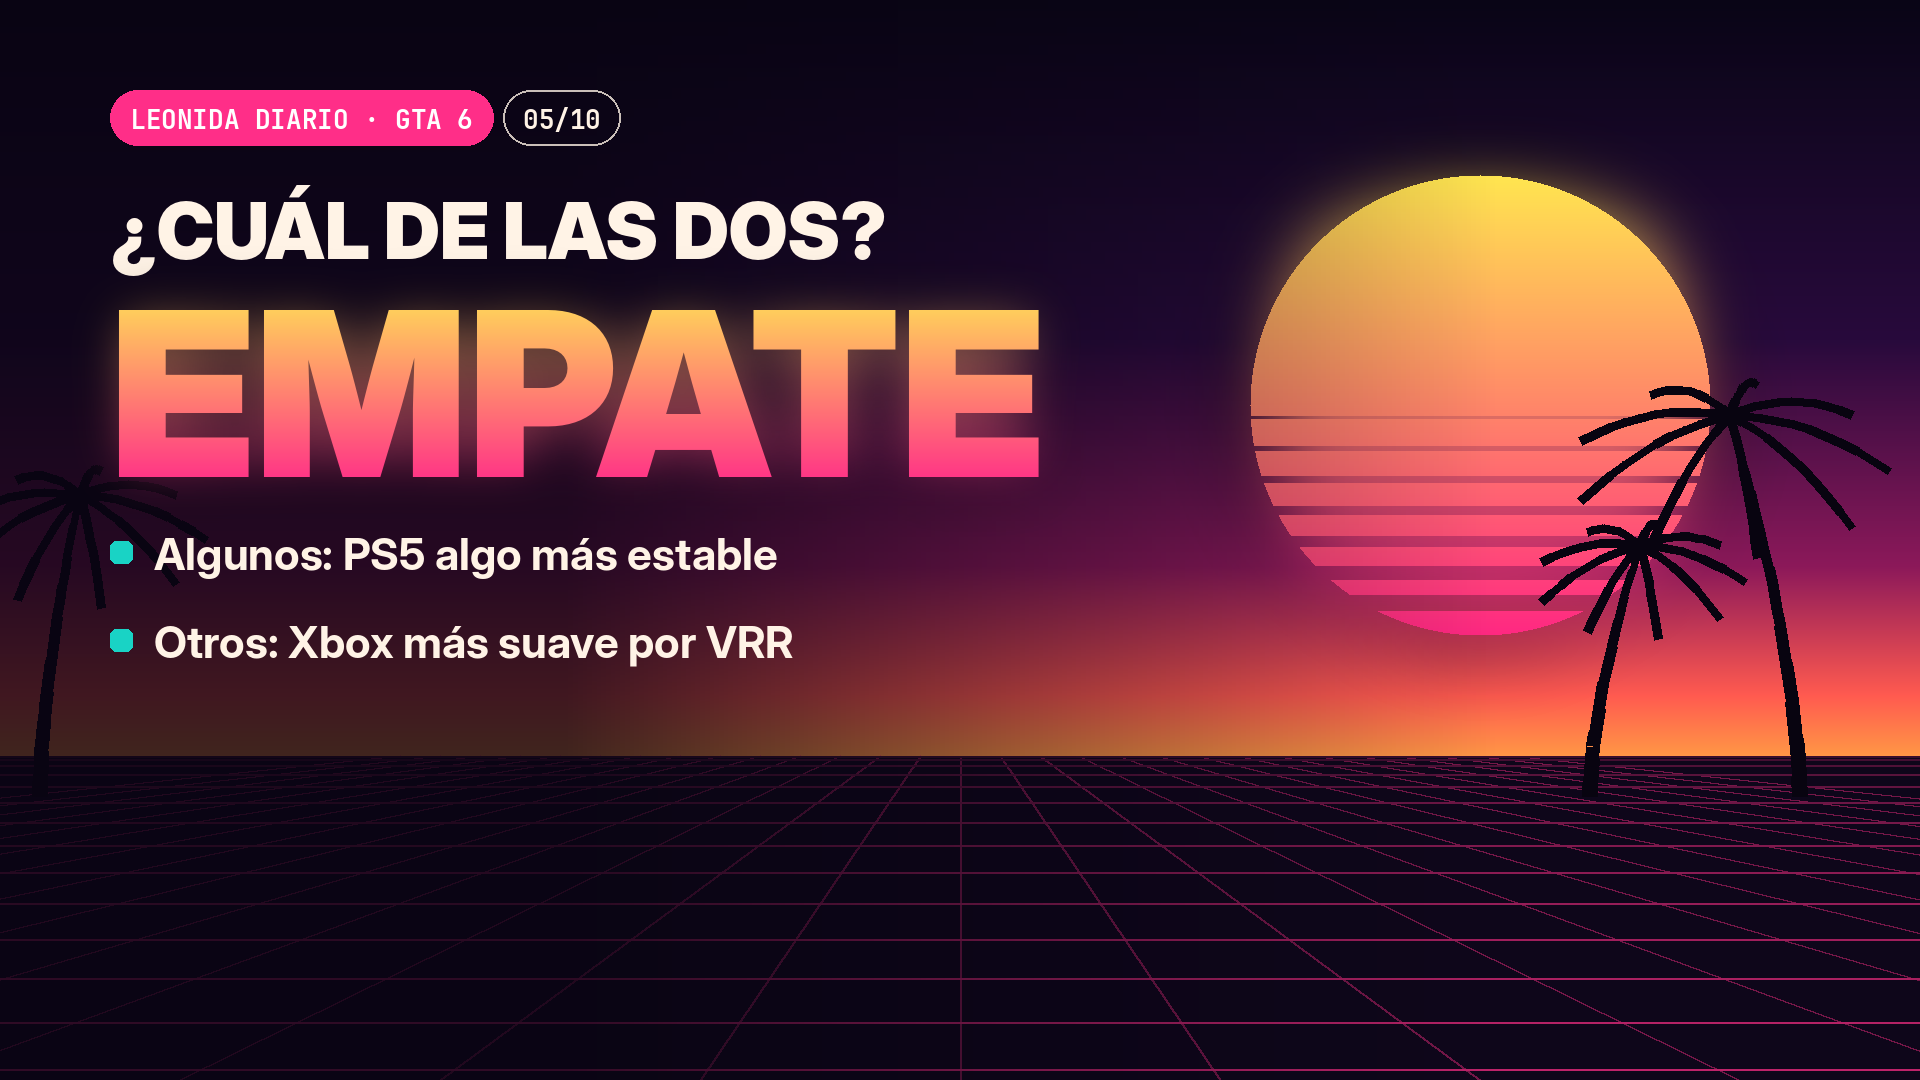 LEONIDA DIARIO · GTA 6
05/10
¿CUÁL DE LAS DOS?
EMPATE
Algunos: PS5 algo más estable
Otros: Xbox más suave por VRR